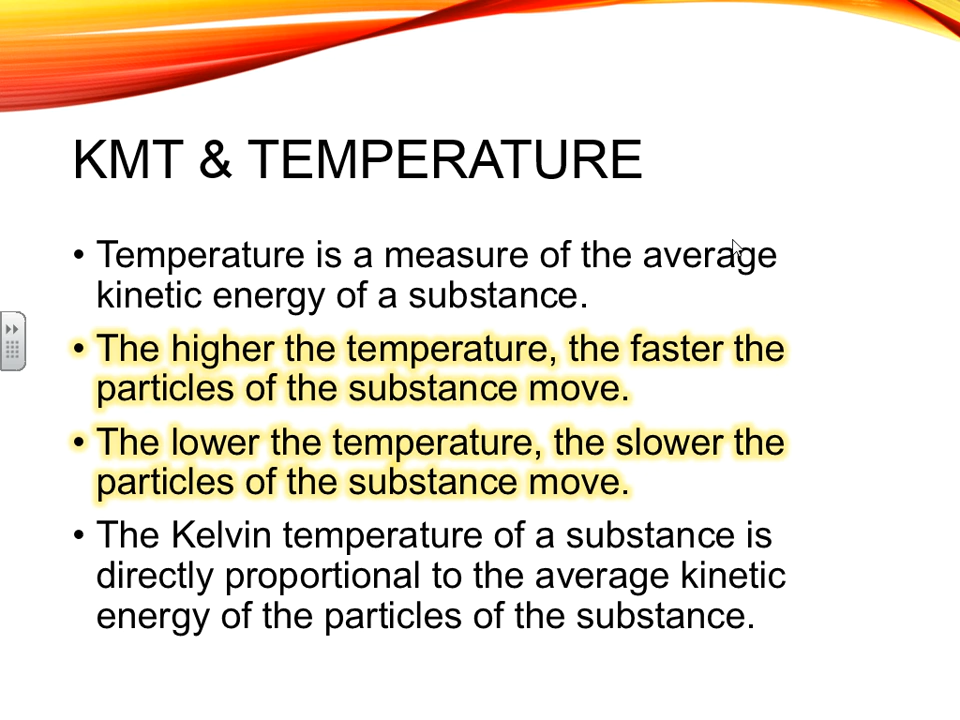 KMT & TEMPERATURE
• Temperature is a measure of the average
kinetic energy of a substance.
• The higher the temperature, the faster the
particles of the substance move.
• The lower the temperature, the slower the
particles of the substance move.
• The Kelvin temperature of a substance is
directly proportional to the average kinetic
energy of the particles of the substance.